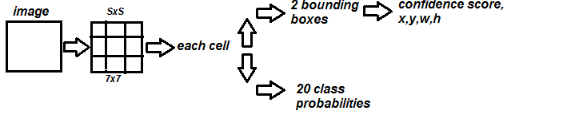 image
SxS
7x7
each cell
2 bounding
boxes
confidence score,
x,y,w,h
20 class
probabilities